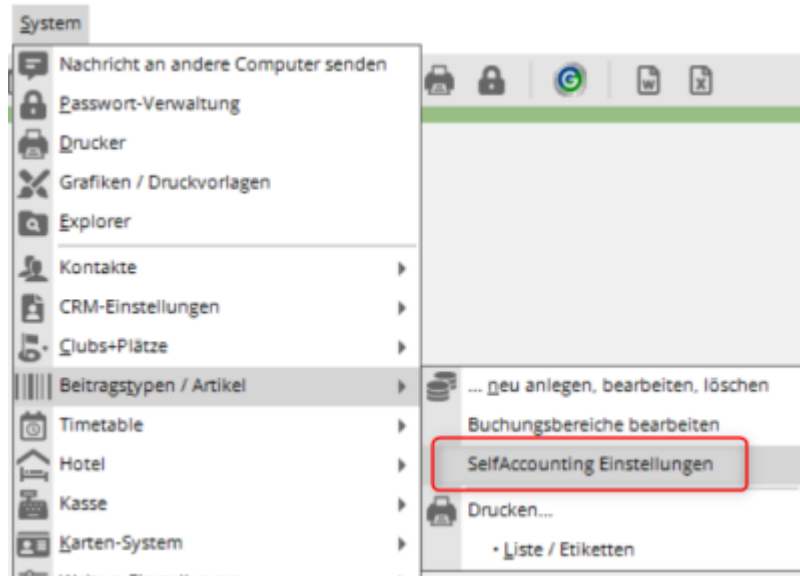 System
Nachricht an andere Computer senden
Passwort-Verwaltung
Drucker
Grafiken / Druckvorlagen
Explorer
Kontakte
CRM-Einstellungen
Clubs+Plätze
Beitragstypen / Artikel
... neu anlegen, bearbeiten, löschen
Timetable
Buchungsbereiche bearbeiten
Hotel
SelfAccounting Einstellungen
Kasse
Drucken...
Karten-System
• Liste / Etiketten